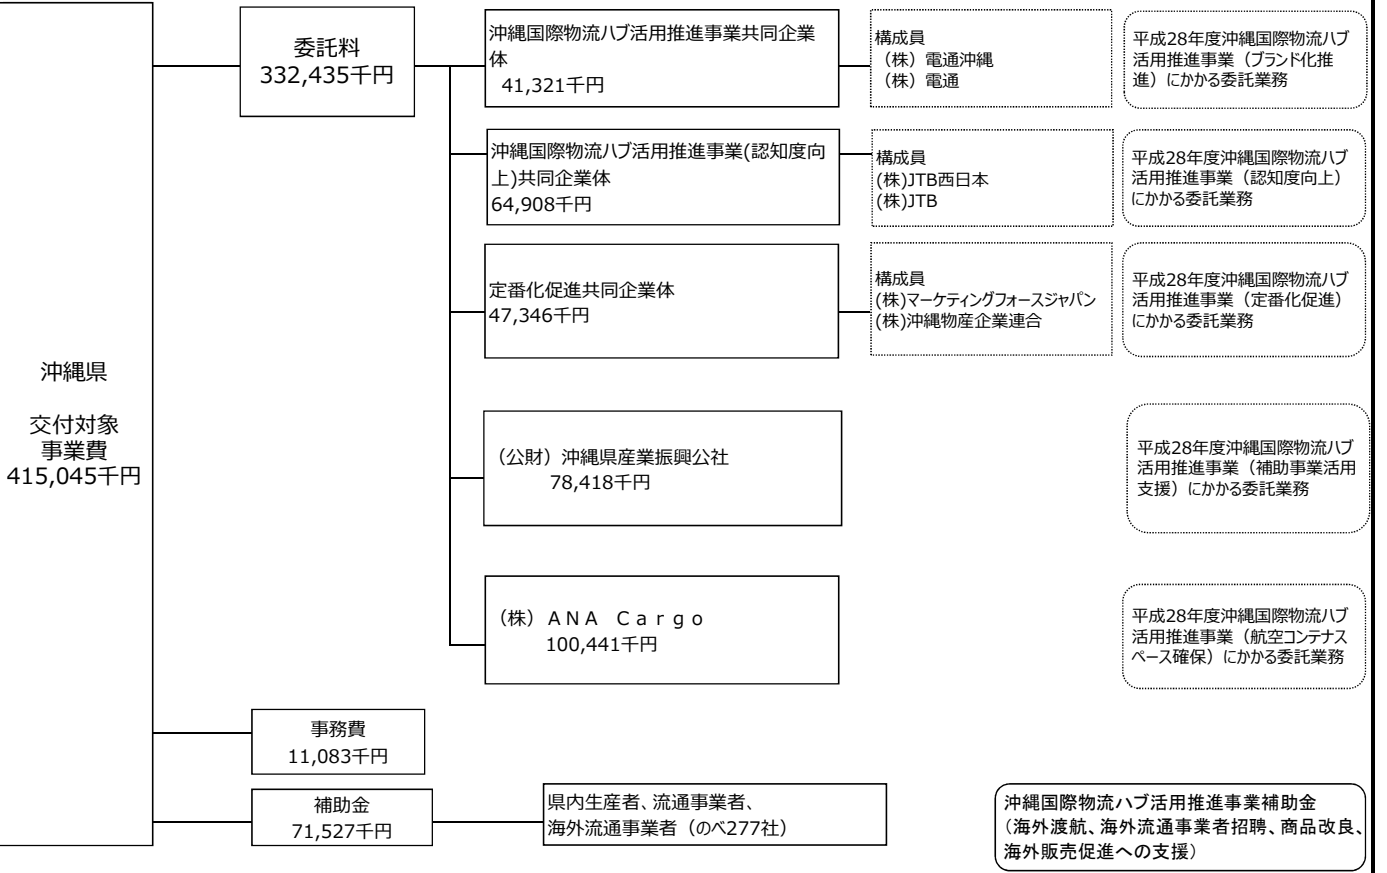 沖縄県
交付対象
事業費
415,045千円
委託料
332,435千円
沖縄国際物流ハブ活用推進事業共同企業
体
41,321千円
構成員
（株）電通沖縄
（株）電通
平成28年度沖縄国際物流ハブ
活用推進事業（ブランド化推
進）にかかる委託業務
沖縄国際物流ハブ活用推進事業(認知度向
上)共同企業体
64,908千円
構成員
(株)JTB西日本
(株)JTB
平成28年度沖縄国際物流ハブ
活用推進事業（認知度向上）
にかかる委託業務
定番化促進共同企業体
47,346千円
構成員
(株)マーケティングフォースジャパン
(株)沖縄物産企業連合
平成28年度沖縄国際物流ハブ
活用推進事業（定番化促進）
にかかる委託業務
（公財）沖縄県産業振興公社
78,418千円
平成28年度沖縄国際物流ハブ
活用推進事業（補助事業活用
支援）にかかる委託業務
（株）ＡＮＡ　Ｃａｒｇｏ
100,441千円
平成28年度沖縄国際物流ハブ
活用推進事業（航空コンテナス
ペース確保）にかかる委託業務
事務費
11,083千円
補助金
71,527千円
県内生産者、流通事業者、
海外流通事業者（のべ277社）
沖縄国際物流ハブ活用推進事業補助金
（海外渡航、海外流通事業者招聘、商品改良、
海外販売促進への支援）